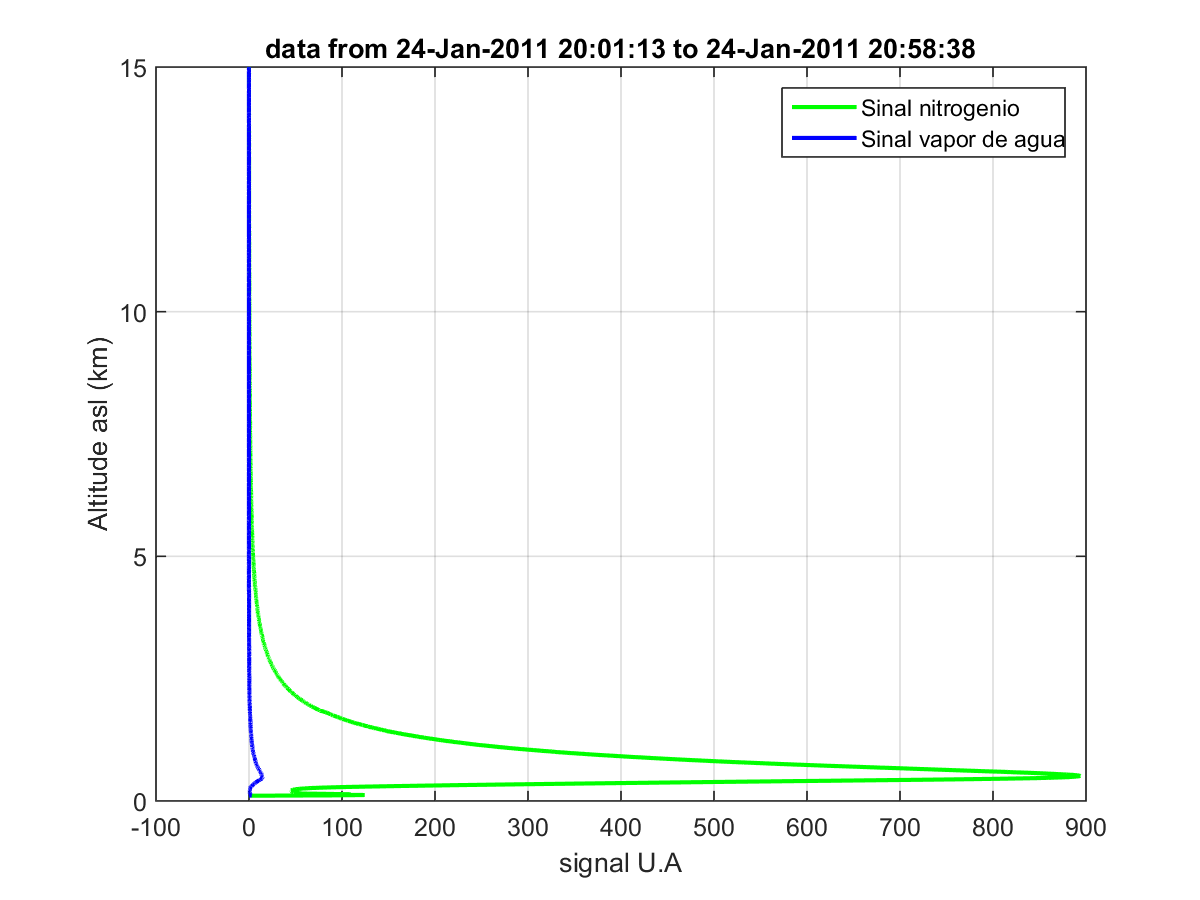 data from 24-Jan-2011 20:01:13 to 24-Jan-2011 20:58:38
Sinal nitrogenio
Sinal vapor de agua
15
10
5
0
Altitude asl (km)
-100 0 100 200 300 400 500 600 700 800 900
signal U.A